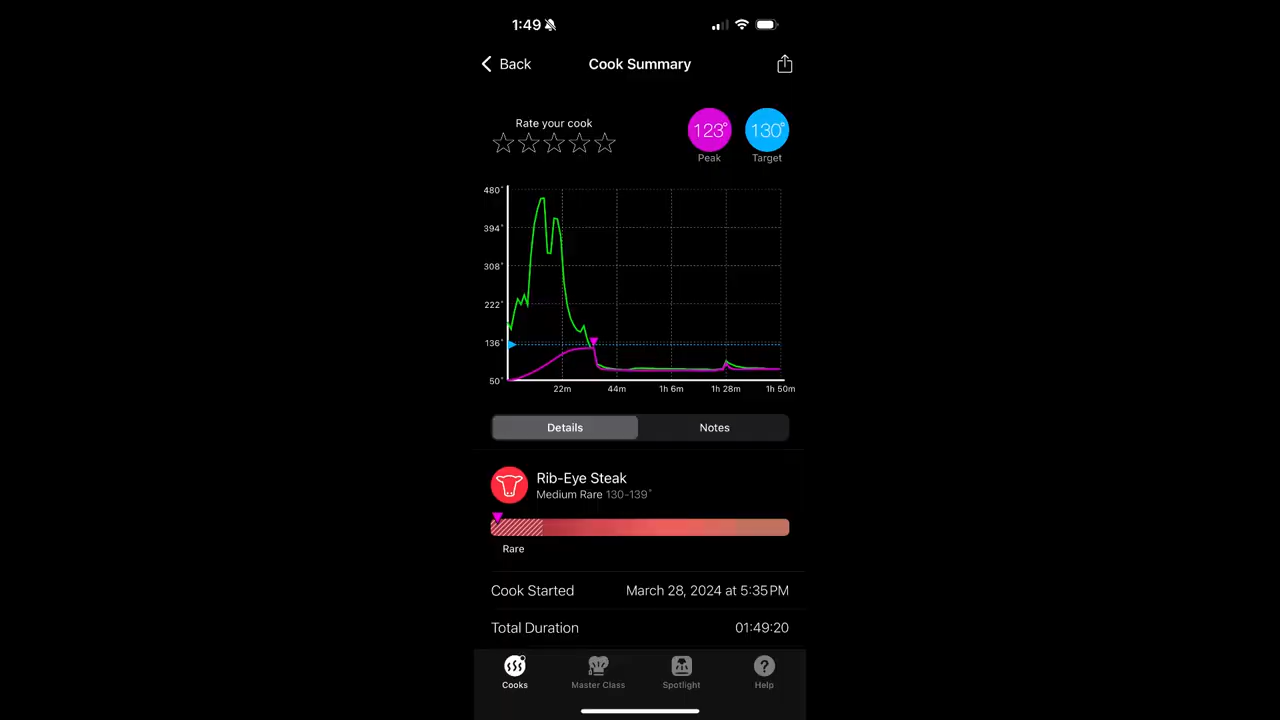 1:49
Back
Cook Summary
Rate your cook
123°
130°
Peak
Target
480°
394°
308°
222°
136°
50°
22m
44m
1h 6m
1h 28m
1h 50m
Details
Notes
Rib-Eye Steak
Medium Rare 130-139°
Rare
Cook Started
March 28, 2024 at 5:35 PM
Total Duration
01:49:20
Cooks
Master Class
Spotlight
Help